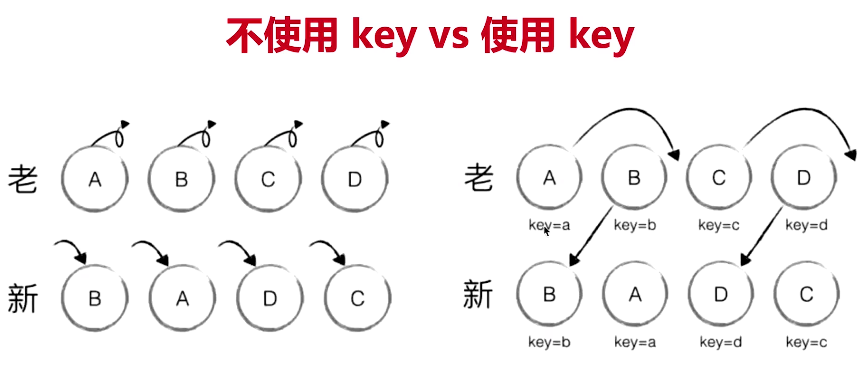 不使用 key vs 使用 key
老 A B C D
新 B A D C
老 A B C D
key=a key=b key=c key=d
新 B A D C
key=b key=a key=d key=c